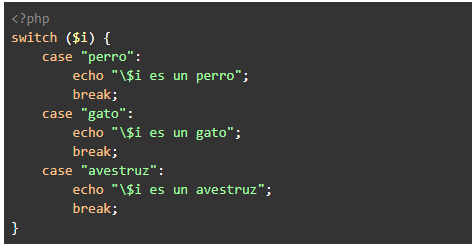 <?php
switch ($i) {
    case "perro":
        echo "\$i es un perro";
        break;
    case "gato":
        echo "\$i es un gato";
        break;
    case "avestruz":
        echo "\$i es un avestruz";
        break;
}